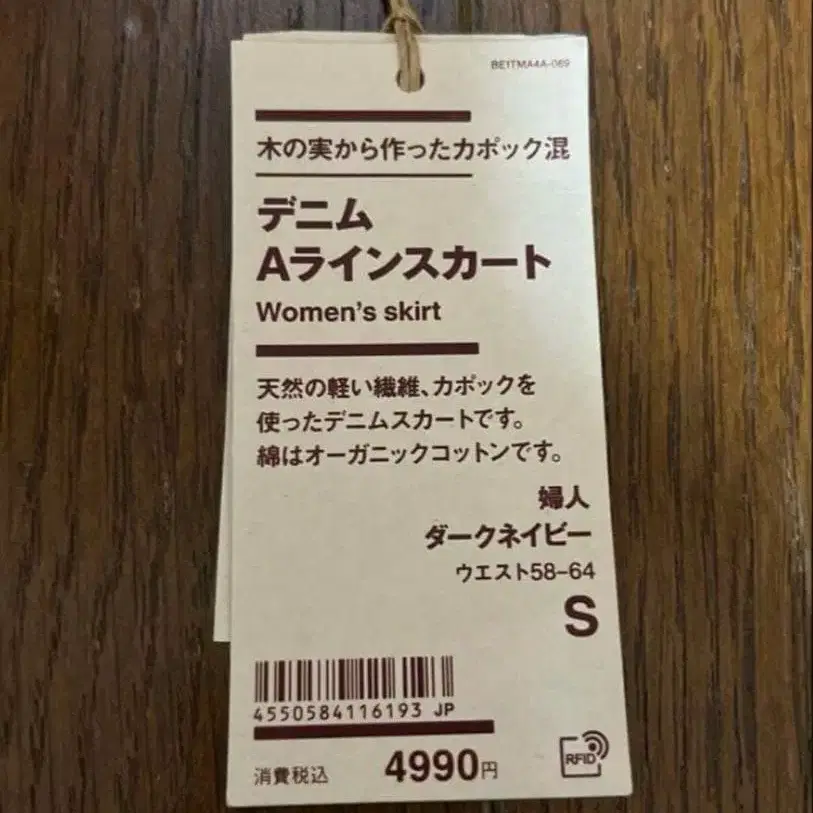 BE1TMA4A-069
木の実から作ったカポック混
デニム
Aラインスカート
Women's skirt
天然の軽い繊維、カポックを
使ったデニムスカートです。
綿はオーガニックコットンです。
婦人
ダークネイビー
ウエスト58-64
S
4550584116193 JP
消費税込 4990円
RFID